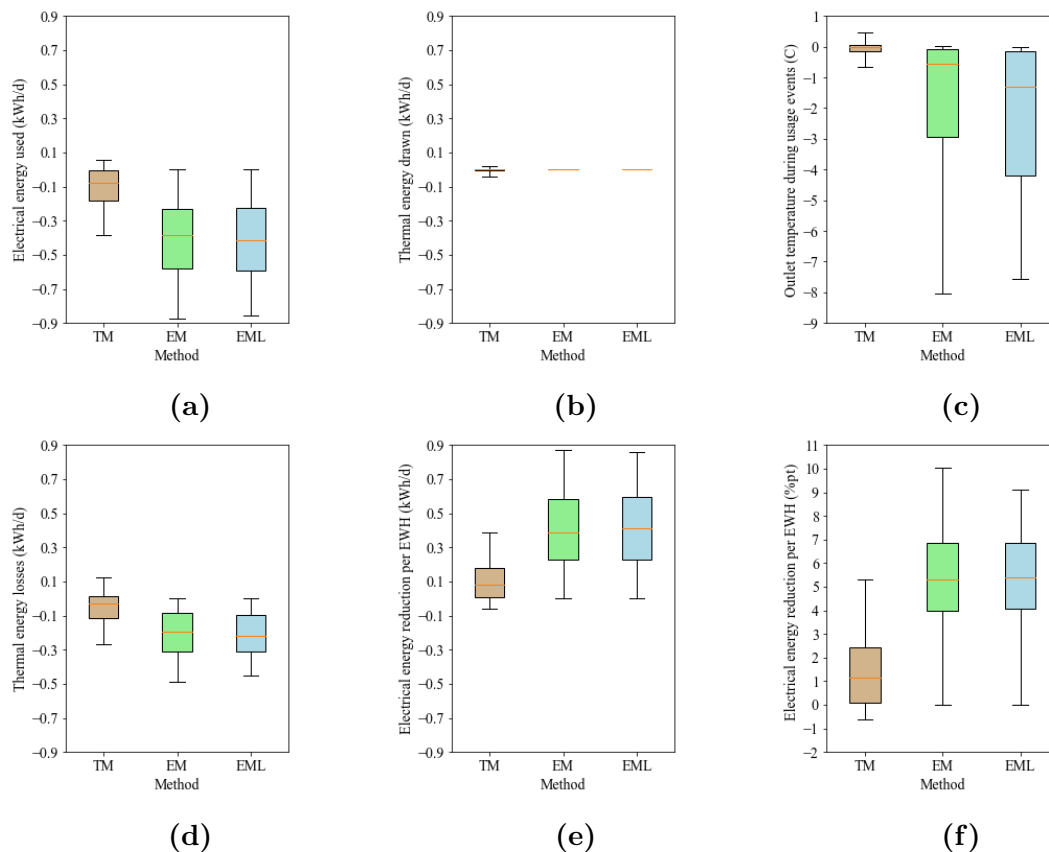 Electrical energy used (kWh/d)
0.9
0.7
0.5
0.3
0.1
−0.1
−0.3
−0.5
−0.7
−0.9
TM EM EML
Method
(a)
Thermal energy drawn (kWh/d)
0.9
0.7
0.5
0.3
0.1
−0.1
−0.3
−0.5
−0.7
−0.9
TM EM EML
Method
(b)
Outlet temperature during usage events (C)
1
0
−1
−2
−3
−4
−5
−6
−7
−8
−9
TM EM EML
Method
(c)
Thermal energy losses (kWh/d)
0.9
0.7
0.5
0.3
0.1
−0.1
−0.3
−0.5
−0.7
−0.9
TM EM EML
Method
(d)
Electrical energy reduction per EWH (kWh/d)
0.9
0.7
0.5
0.3
0.1
−0.1
−0.3
−0.5
−0.7
−0.9
TM EM EML
Method
(e)
Electrical energy reduction per EWH (%pt)
11
10
9
8
7
6
5
4
3
2
1
0
−1
−2
TM EM EML
Method
(f)